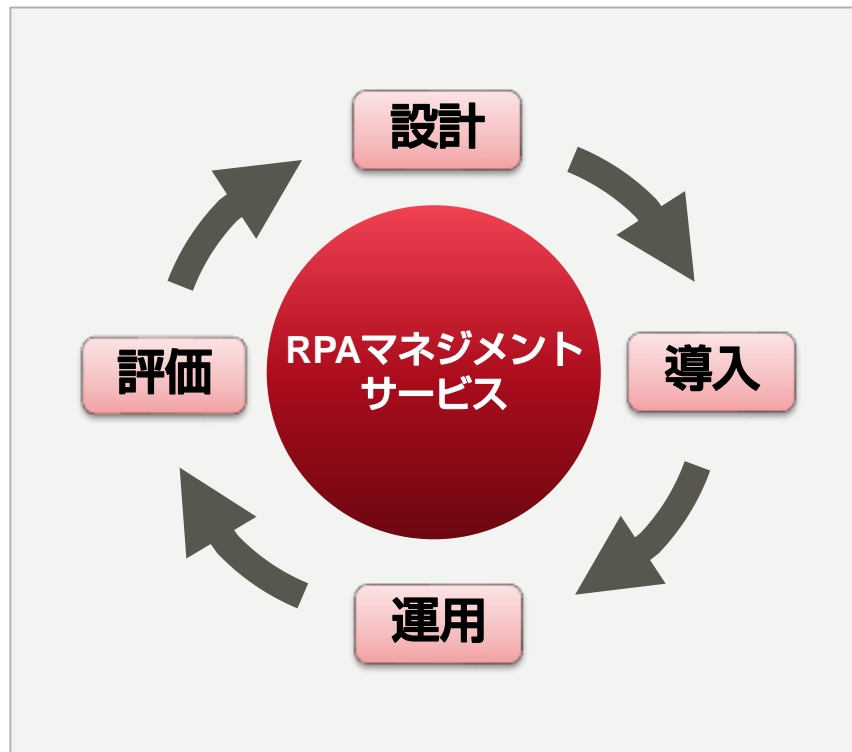 設計
RPAマネジメント
サービス
評価
導入
運用